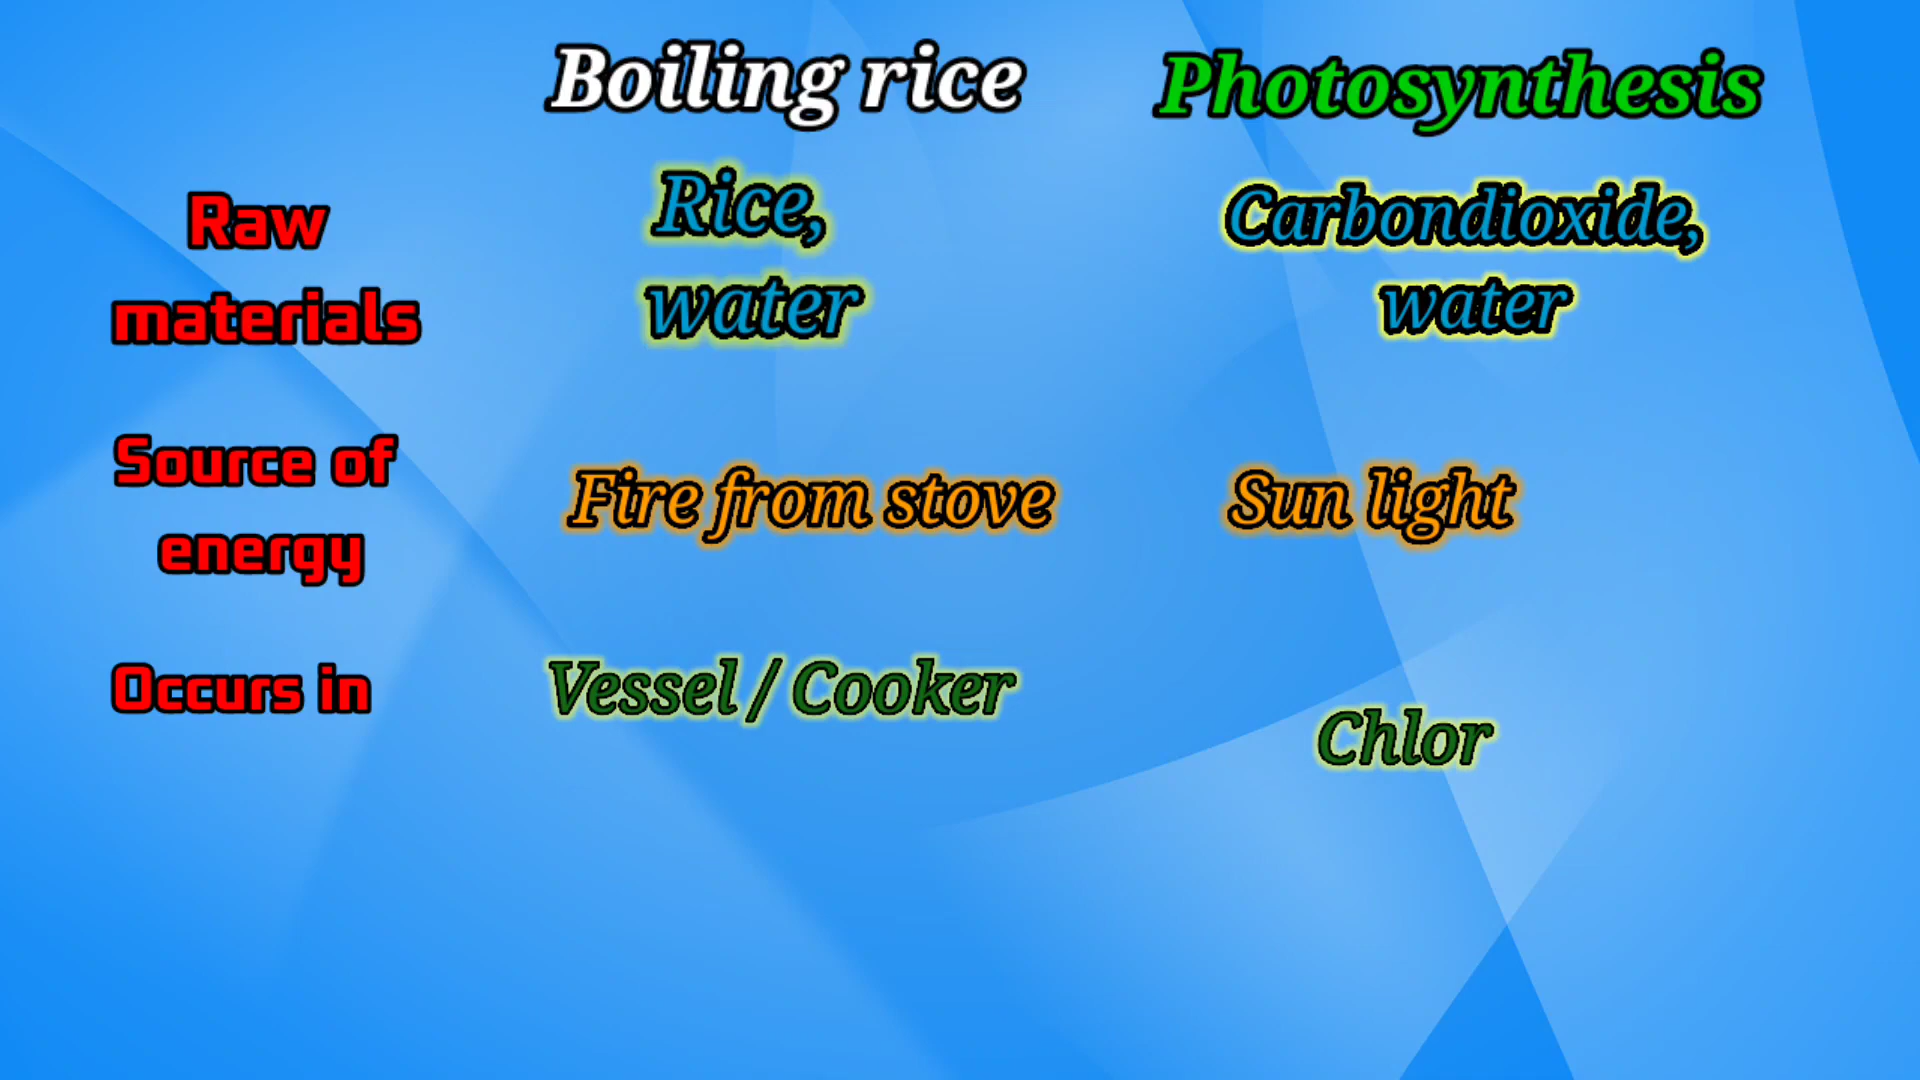 Boiling rice
Photosynthesis
Raw
materials
Rice,
water
Carbondioxide,
water
Source of
energy
Fire from stove
Sun light
Occurs in
Vessel / Cooker
Chlor